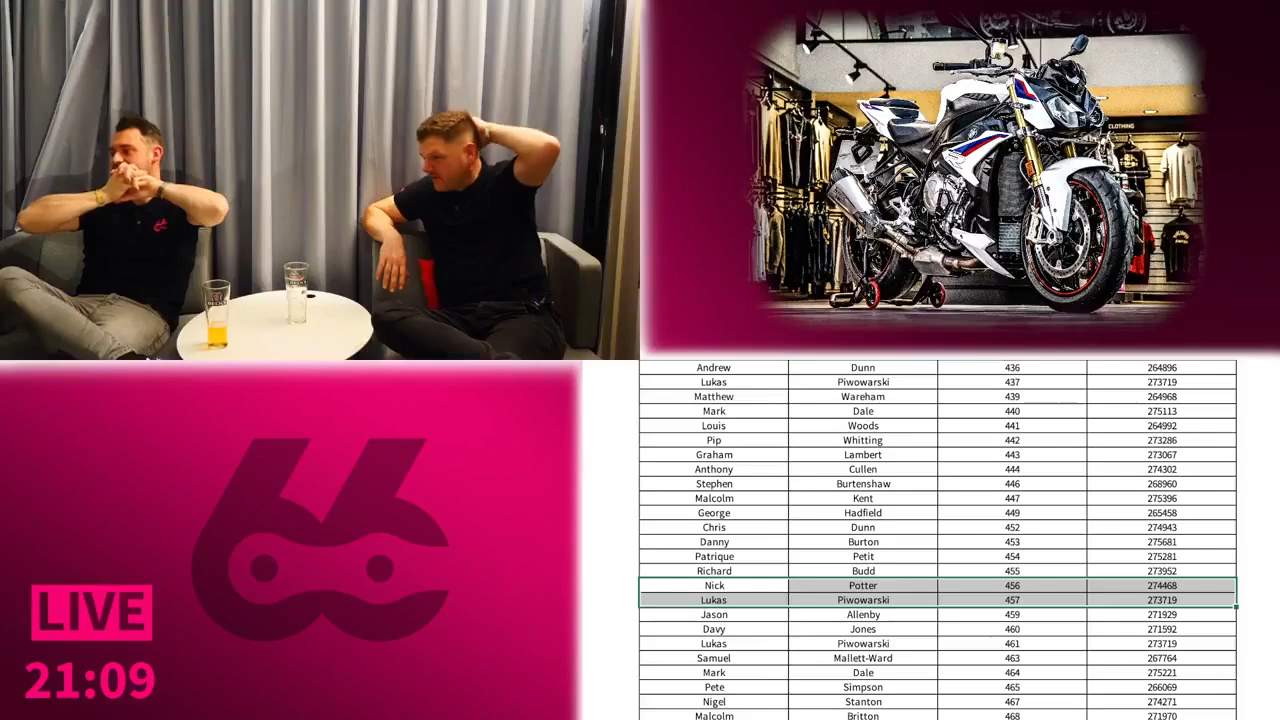 CLOTHING
Andrew Dunn 436 264896
Lukas Piwowarski 437 273719
Matthew Wareham 439 264968
Mark Dale 440 275113
Louis Woods 441 264992
Pip Whitting 442 273286
Graham Lambert 443 273067
Anthony Cullen 444 274302
Stephen Burtenshaw 446 268960
Malcolm Kent 447 275396
George Hadfield 449 265458
Chris Dunn 452 274943
Danny Burton 453 275681
Patrique Petit 454 275281
Richard Budd 455 273952
Nick Potter 456 274468
Lukas Piwowarski 457 273719
Jason Allenby 459 271929
Davy Jones 460 271592
Lukas Piwowarski 461 273719
Samuel Mallett-Ward 463 267764
Mark Dale 464 275221
Pete Simpson 465 266069
Nigel Stanton 467 274271
Malcolm Britton 468 271970
66
LIVE
21:09